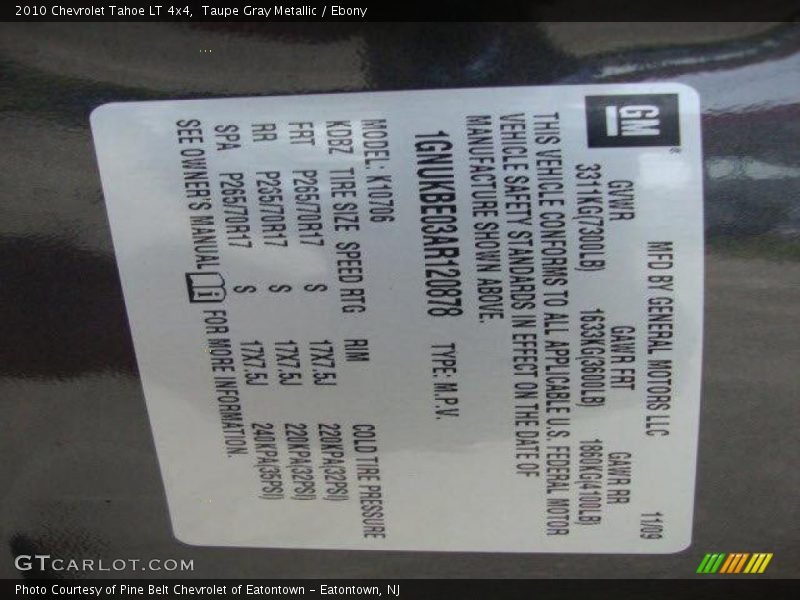 2010 Chevrolet Tahoe LT 4x4,  Taupe Gray Metallic / Ebony
GM
MFD BY GENERAL MOTORS LLC 11/09
GVWR GAWR FRT GAWR RR
3311KG(7300LB) 1633KG(3600LB) 1860KG(4100LB)
THIS VEHICLE CONFORMS TO ALL APPLICABLE U.S. FEDERAL MOTOR
VEHICLE SAFETY STANDARDS IN EFFECT ON THE DATE OF
MANUFACTURE SHOWN ABOVE.
1GNUKBE13AR120878 TYPE: M.P.V.
MODEL: K10706
KDBZ TIRE SIZE SPEED RTG RIM COLD TIRE PRESSURE
FRT P265/70R17 S 17X7.5J 220KPA(32PSI)
RR P265/70R17 S 17X7.5J 220KPA(32PSI)
SPA P265/70R17 S 17X7.5J 240KPA(35PSI)
SEE OWNER'S MANUAL FOR MORE INFORMATION.
GTCARLOT.COM
Photo Courtesy of Pine Belt Chevrolet of Eatontown – Eatontown, NJ